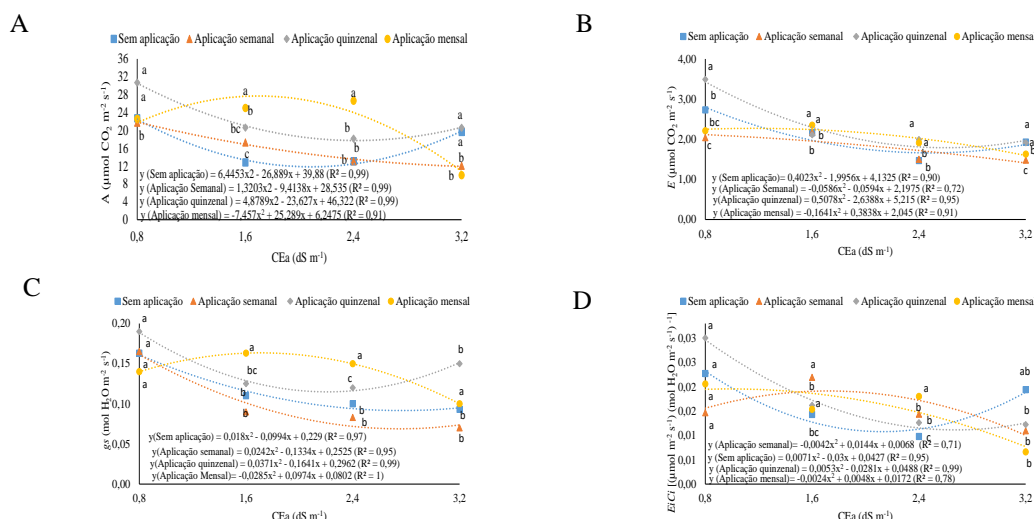 A
Sem aplicação Aplicação semanal Aplicação quinzenal Aplicação mensal
A (µmol CO2 m-2 s-1)
36
32
28
24
20
16
12
8
4
0
a
a
a
b
a
b
bc
c
a
b
b
a
a
b
b
y (Sem aplicação) = 6,4453x2 - 26,889x + 39,88 (R² = 0,99)
y (Aplicação Semanal) = 1,3203x2 - 9,4138x + 28,535 (R² = 0,99)
y (Aplicação quinzenal) = 4,8789x2 - 23,627x + 46,322 (R² = 0,99)
y (Aplicação mensal) = -7,457x2 + 25,289x + 6,2475 (R² = 0,91)
0,8 1,6 2,4 3,2
CEa (dS m-1)
B
Sem aplicação Aplicação semanal Aplicação quinzenal Aplicação mensa
E (µmol CO2 m-2 s-1)
4,00
3,00
2,00
1,00
0,00
a
b
bc
c
a
a
b
b
a
a
b
b
a
a
b
c
y (Sem aplicação) = 0,4023x2 - 1,9956x + 4,1325 (R² = 0,90)
y (Aplicação Semanal) = -0,0586x2 - 0,0594x + 2,1975 (R² = 0,72)
y (Aplicação quinzenal) = 0,5078x2 - 2,6388x + 5,215 (R² = 0,95)
y (Aplicação mensal) = -0,1641x2 + 0,3838x + 2,045 (R² = 0,91)
0,8 1,6 2,4 3,2
CEa (dS m-1)
C
Sem aplicação Aplicação semanal Aplicação quinzenal Aplicação mensal
gs (mol H2O m-2 s-1)
0,20
0,15
0,10
0,05
0,00
a
a
a
a
a
bc
b
b
a
c
b
b
b
a
b
b
y(Sem aplicação) = 0,018x2 - 0,0994x + 0,229 (R² = 0,97)
y(Aplicação semanal) = 0,0242x2 - 0,1334x + 0,2525 (R² = 0,95)
y(Aplicação quinzenal) = 0,0371x2 - 0,1641x + 0,2962 (R² = 0,99)
y (Aplicação Mensal)= -0,0285x2 + 0,0974x + 0,0802 (R² = 1)
0,8 1,6 2,4 3,2
CEa (dS m-1)
D
Sem aplicação Aplicação semanal Aplicação quinzenal Aplicação mensa
EiCi [(µmol m-2 s-1) (mol H2O m-2 s-1) -1]
0,03
0,03
0,02
0,02
0,01
0,01
0,00
a
a
a
a
a
b
a
bc
a
b
b
c
ab
b
b
b
y (Aplicação semanal) = -0,0042x2 + 0,0144x + 0,0068 (R² = 0,71)
y (Sem aplicação) = 0,0071x2 - 0,03x + 0,0427 (R² = 0,95)
y (Aplicação quinzenal) = 0,0053x2 - 0,0281x + 0,0488 (R² = 0,99)
y (Aplicação mensal) = -0,0024x2 + 0,0048x + 0,0172 (R² = 0,78)
0,8 1,6 2,4 3,2
CEa (dS m-1)